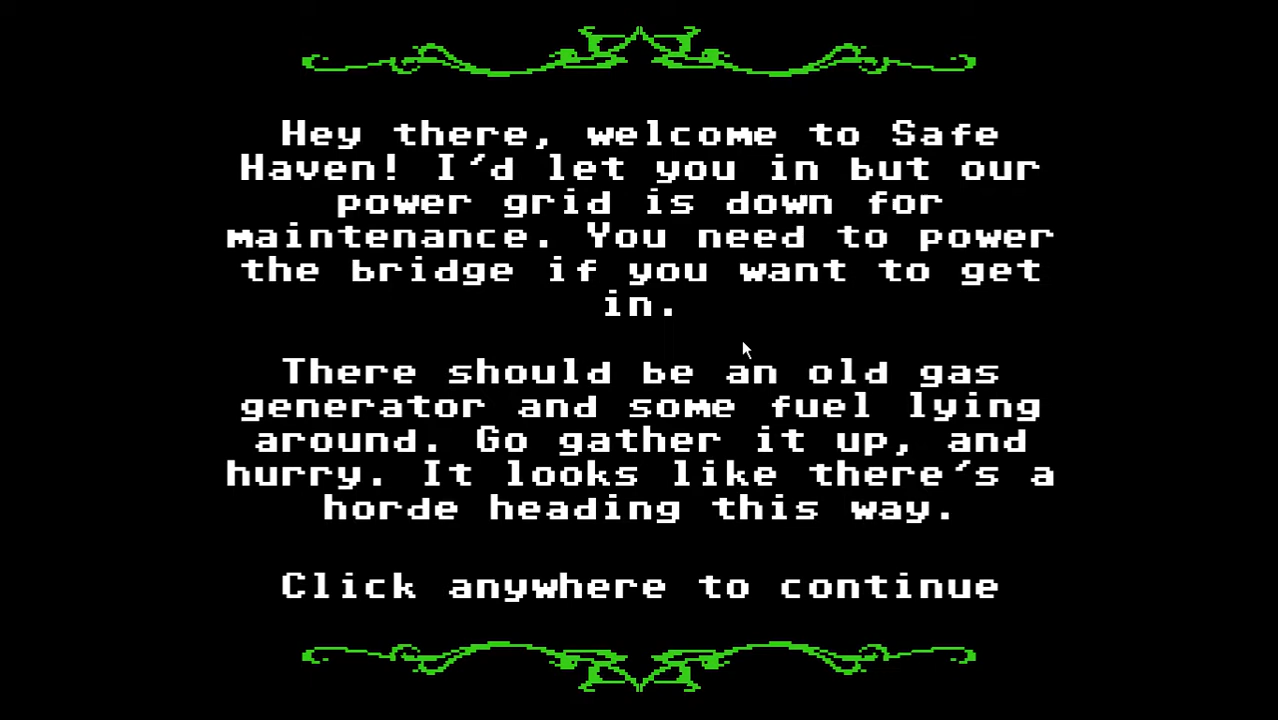 Hey there, welcome to Safe
Haven! I'd let you in but our
power grid is down for
maintenance. You need to power
the bridge if you want to get
in.
There should be an old gas
generator and some fuel lying
around. Go gather it up, and
hurry. It looks like there's a
horde heading this way.
Click anywhere to continue